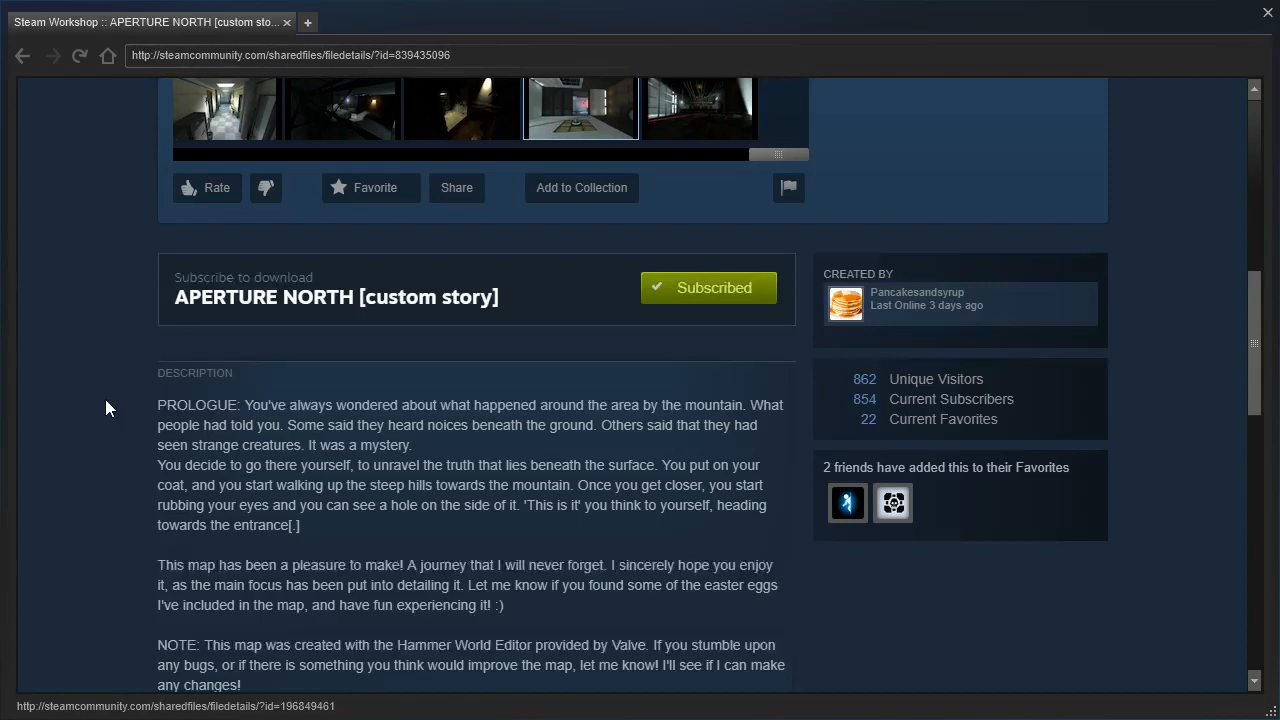 Steam Workshop :: APERTURE NORTH [custom sto...
http://steamcommunity.com/sharedfiles/filedetails/?id=839435096
Rate
Favorite
Share
Add to Collection
Subscribe to download
APERTURE NORTH [custom story]
Subscribed
CREATED BY
Pancakesandsyrup
Last Online 3 days ago
862 Unique Visitors
854 Current Subscribers
22 Current Favorites
2 friends have added this to their Favorites
DESCRIPTION
PROLOGUE: You've always wondered about what happened around the area by the mountain. What
people had told you. Some said they heard noices beneath the ground. Others said that they had
seen strange creatures. It was a mystery.
You decide to go there yourself, to unravel the truth that lies beneath the surface. You put on your
coat, and you start walking up the steep hills towards the mountain. Once you get closer, you start
rubbing your eyes and you can see a hole on the side of it. 'This is it' you think to yourself, heading
towards the entrance[.]
This map has been a pleasure to make! A journey that I will never forget. I sincerely hope you enjoy
it, as the main focus has been put into detailing it. Let me know if you found some of the easter eggs
I've included in the map, and have fun experiencing it! :)
NOTE: This map was created with the Hammer World Editor provided by Valve. If you stumble upon
any bugs, or if there is something you think would improve the map, let me know! I'll see if I can make
any changes!
http://steamcommunity.com/sharedfiles/filedetails/?id=196849461